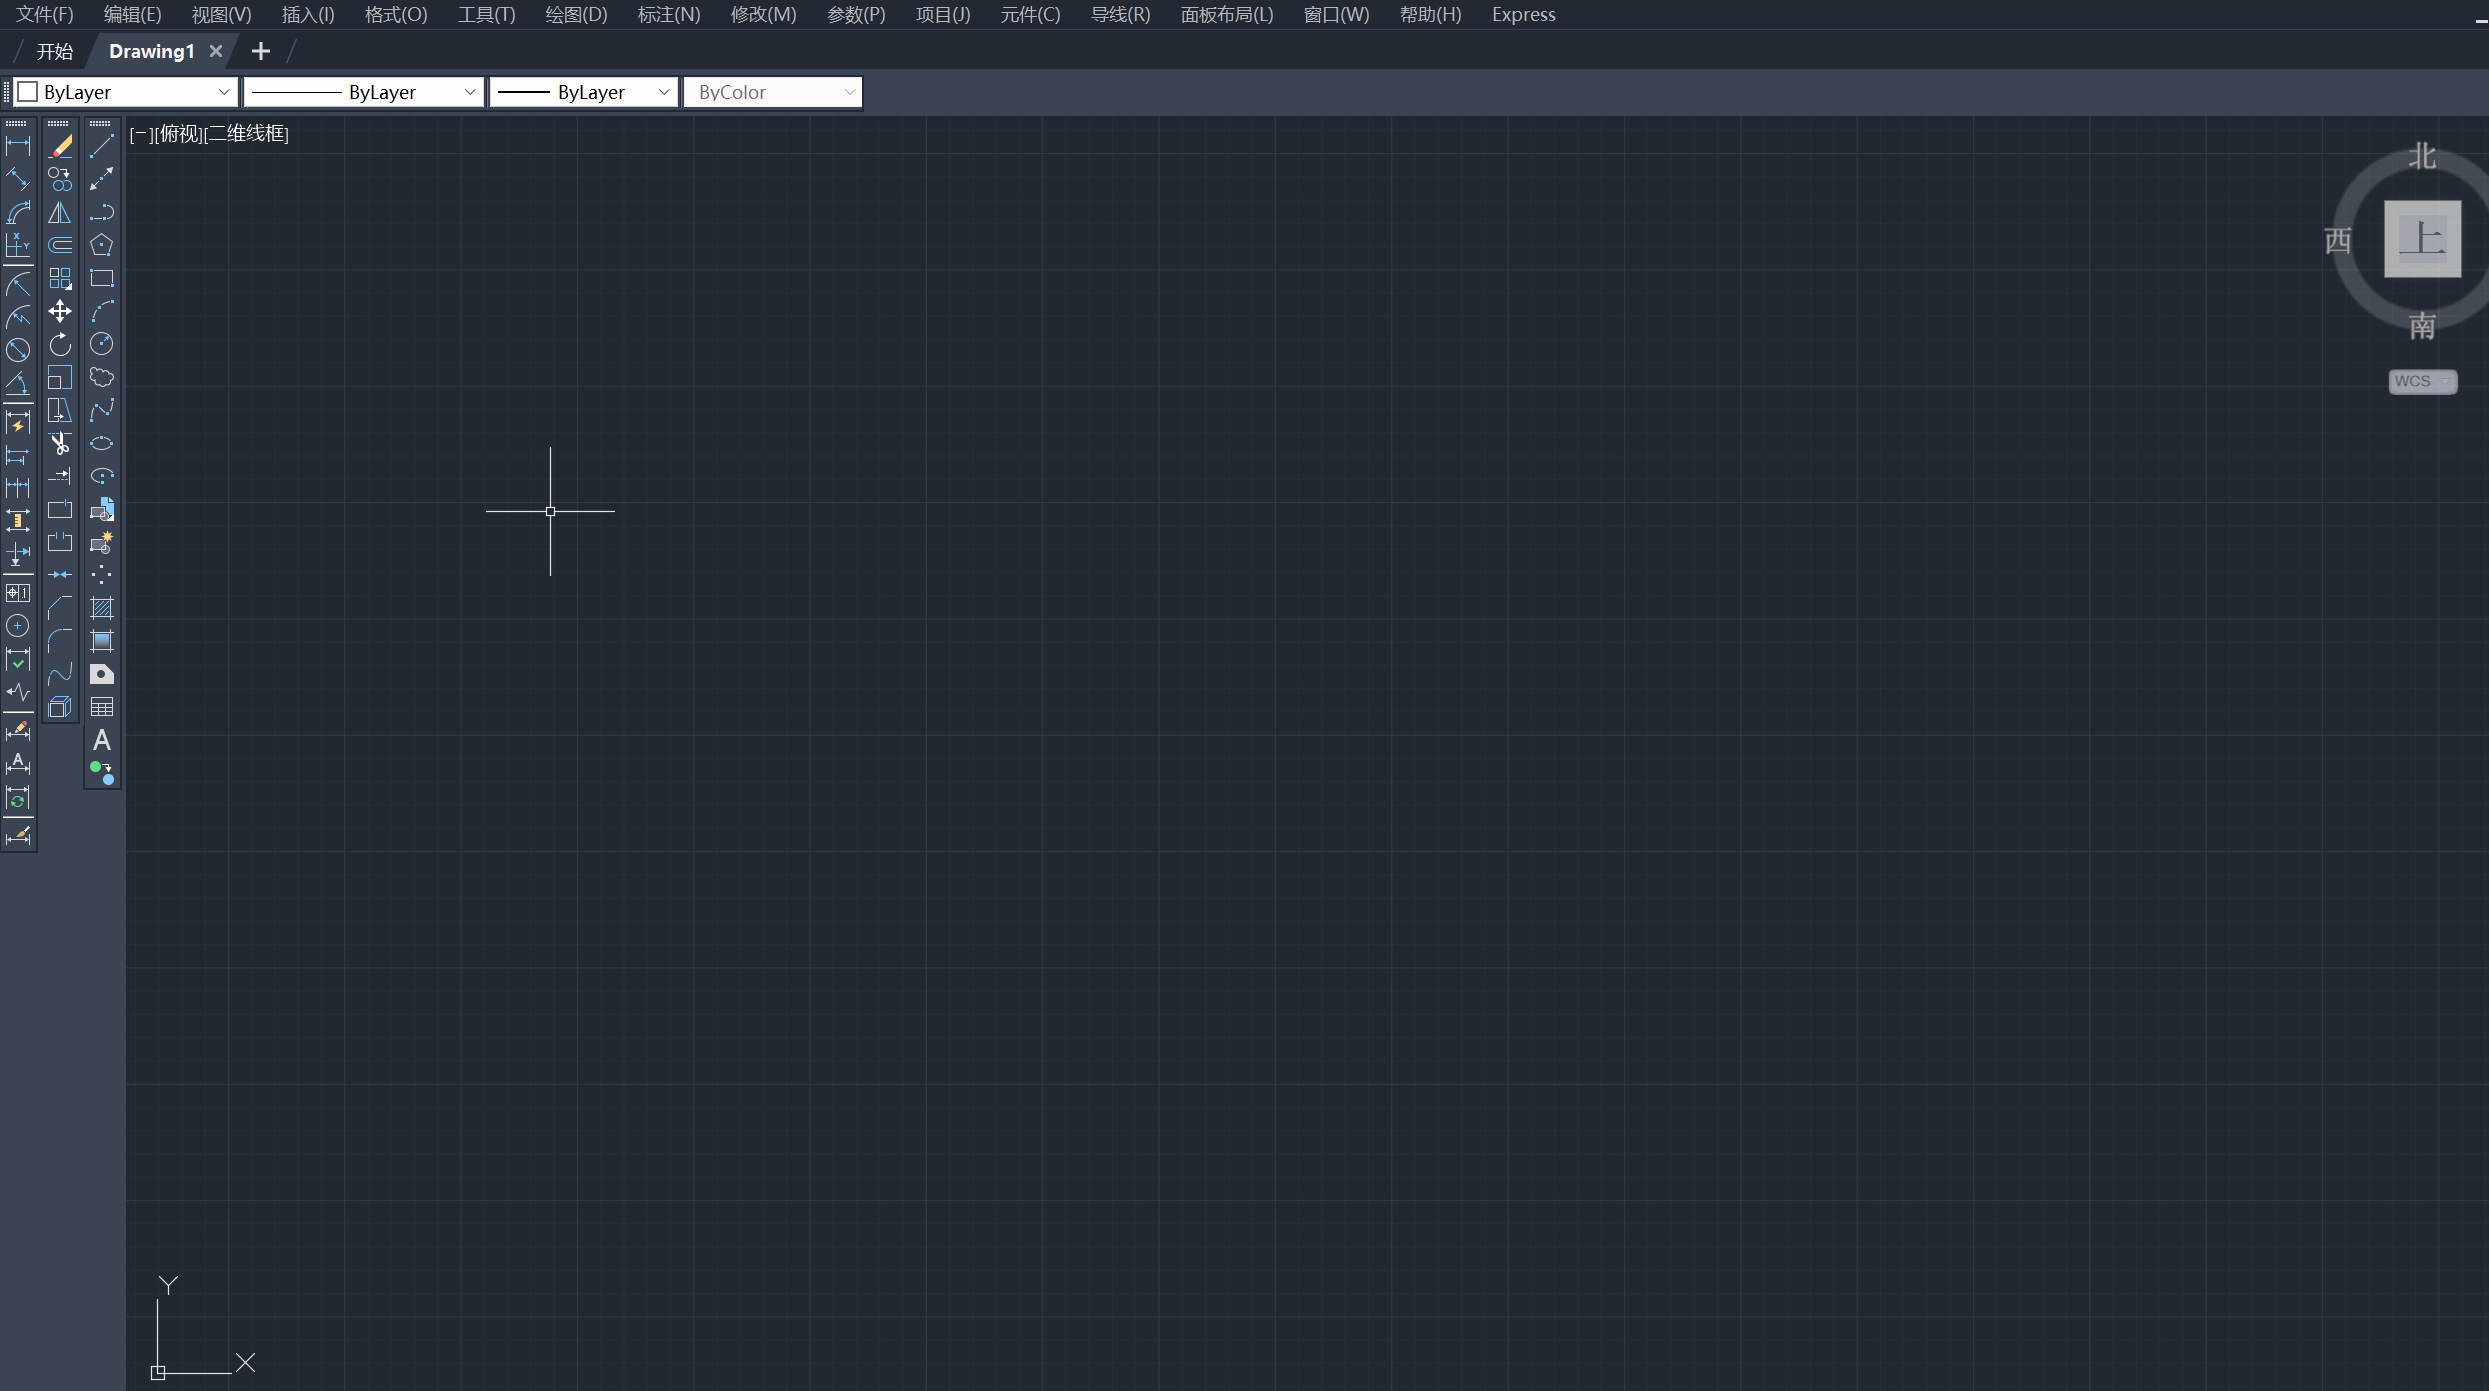 文件(F) 编辑(E) 视图(V) 插入(I) 格式(O) 工具(T) 绘图(D) 标注(N) 修改(M) 参数(P) 项目(J) 元件(C) 导线(R) 面板布局(L) 窗口(W) 帮助(H) Express
开始 Drawing1
ByLayer ByLayer ByLayer ByColor
[−][俯视][二维线框]
北
西 上
南
WCS
Y
X